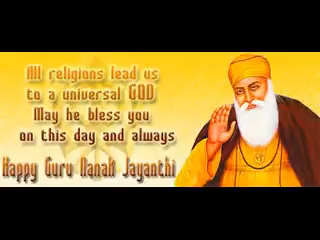 All religions lead us
to a universal GOD
May he bless you
on this day and always
Happy Guru Nanak Jayanthi